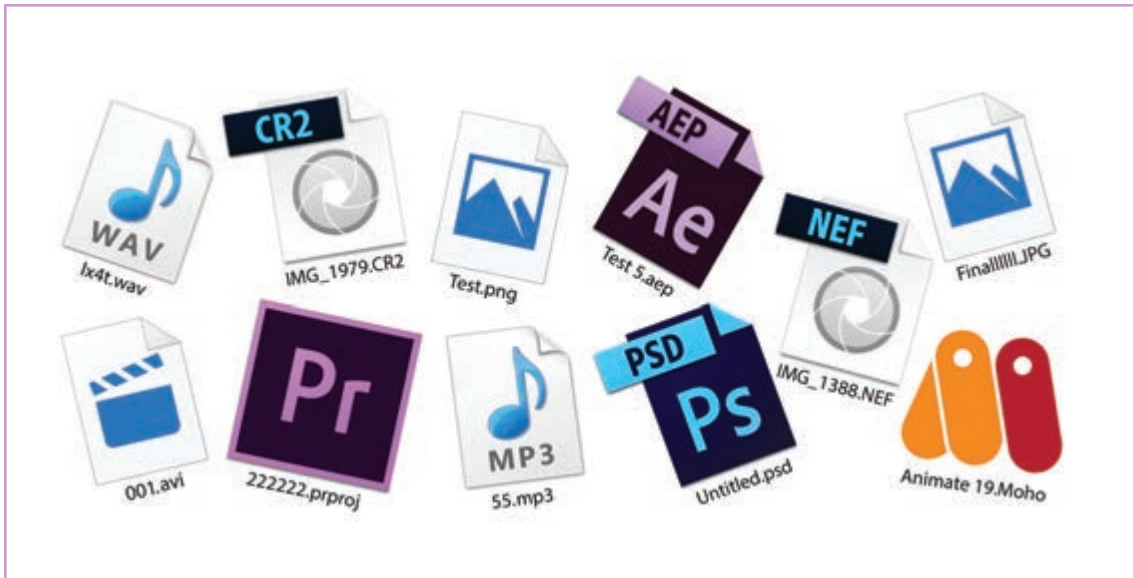 WAV
lx4t.wav
CR2
IMG_1979.CR2
Test.png
AEP
Ae
Test 5.aep
NEF
IMG_1388.NEF
Finallllll.JPG
001.avi
Pr
222222.prproj
MP3
55.mp3
PSD
Ps
Untitled.psd
Animate 19.Moho